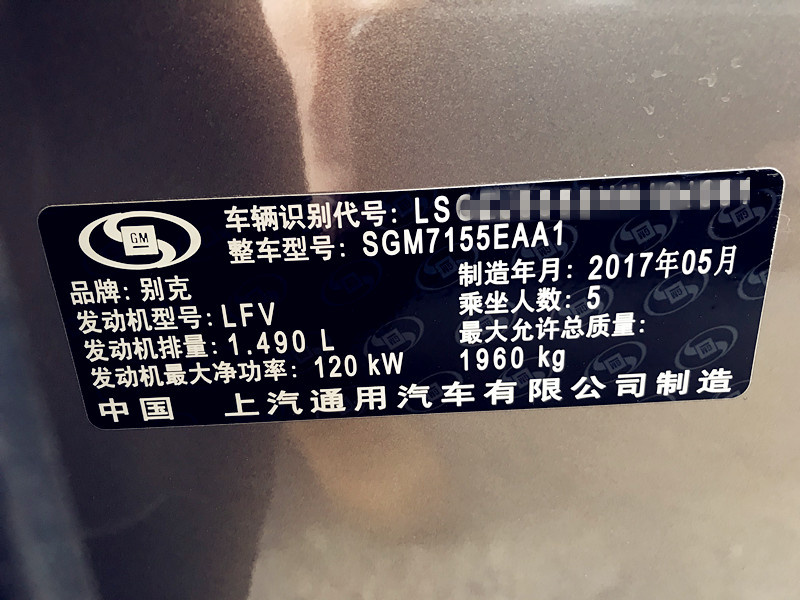 GM
车辆识别代号: LS
整车型号: SGM7155EAA1
品牌: 别克
制造年月: 2017年05月
发动机型号: LFV
乘坐人数: 5
发动机排量: 1.490 L
最大允许总质量:
发动机最大净功率: 120 kW
1960 kg
中国 上汽通用汽车有限公司制造